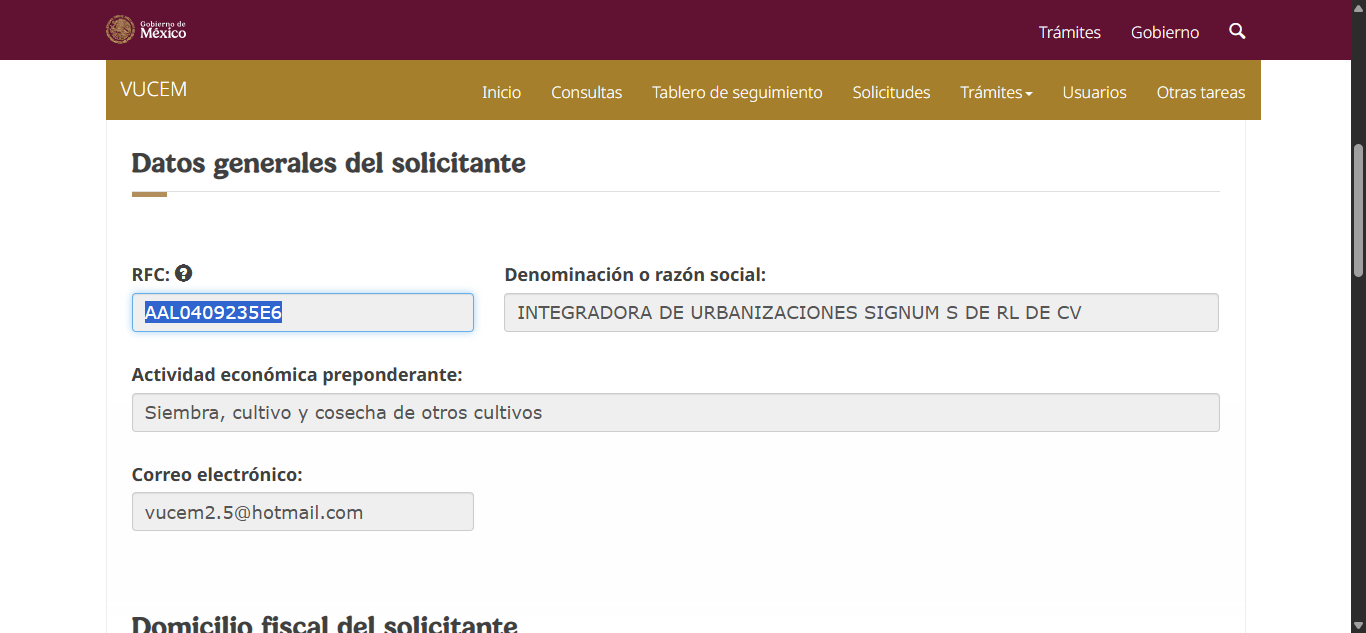 Gobierno de
México
Trámites
Gobierno
VUCEM
Inicio
Consultas
Tablero de seguimiento
Solicitudes
Trámites
Usuarios
Otras tareas
Datos generales del solicitante
RFC:
Denominación o razón social:
AAL0409235E6
INTEGRADORA DE URBANIZACIONES SIGNUM S DE RL DE CV
Actividad económica preponderante:
Siembra, cultivo y cosecha de otros cultivos
Correo electrónico:
vucem2.5@hotmail.com
Domicilio fiscal del solicitante